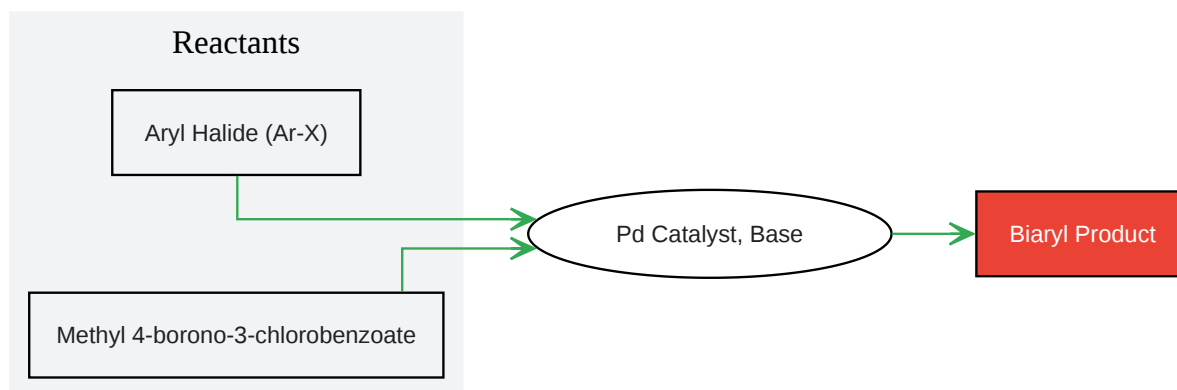 Reactants
Aryl Halide (Ar-X)
Pd Catalyst, Base
Biaryl Product
Methyl 4-borono-3-chlorobenzoate